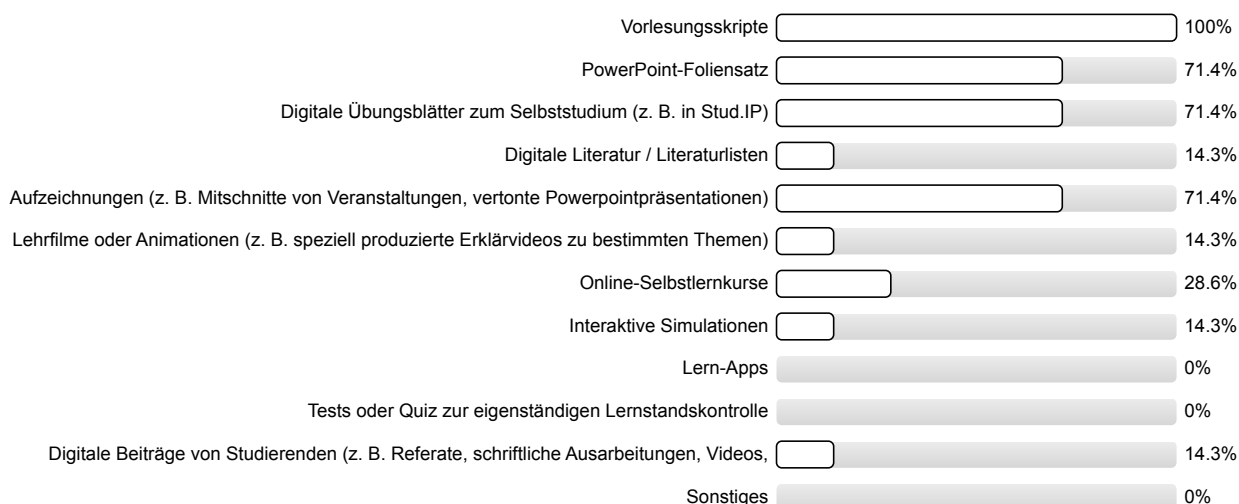 Vorlesungsskripte 100%
PowerPoint-Foliensatz 71.4%
Digitale Übungsblätter zum Selbststudium (z. B. in Stud.IP) 71.4%
Digitale Literatur / Literaturlisten 14.3%
Aufzeichnungen (z. B. Mitschnitte von Veranstaltungen, vertonte Powerpointpräsentationen) 71.4%
Lehrfilme oder Animationen (z. B. speziell produzierte Erklärvideos zu bestimmten Themen) 14.3%
Online-Selbstlernkurse 28.6%
Interaktive Simulationen 14.3%
Lern-Apps 0%
Tests oder Quiz zur eigenständigen Lernstandskontrolle 0%
Digitale Beiträge von Studierenden (z. B. Referate, schriftliche Ausarbeitungen, Videos, 14.3%
Sonstiges 0%